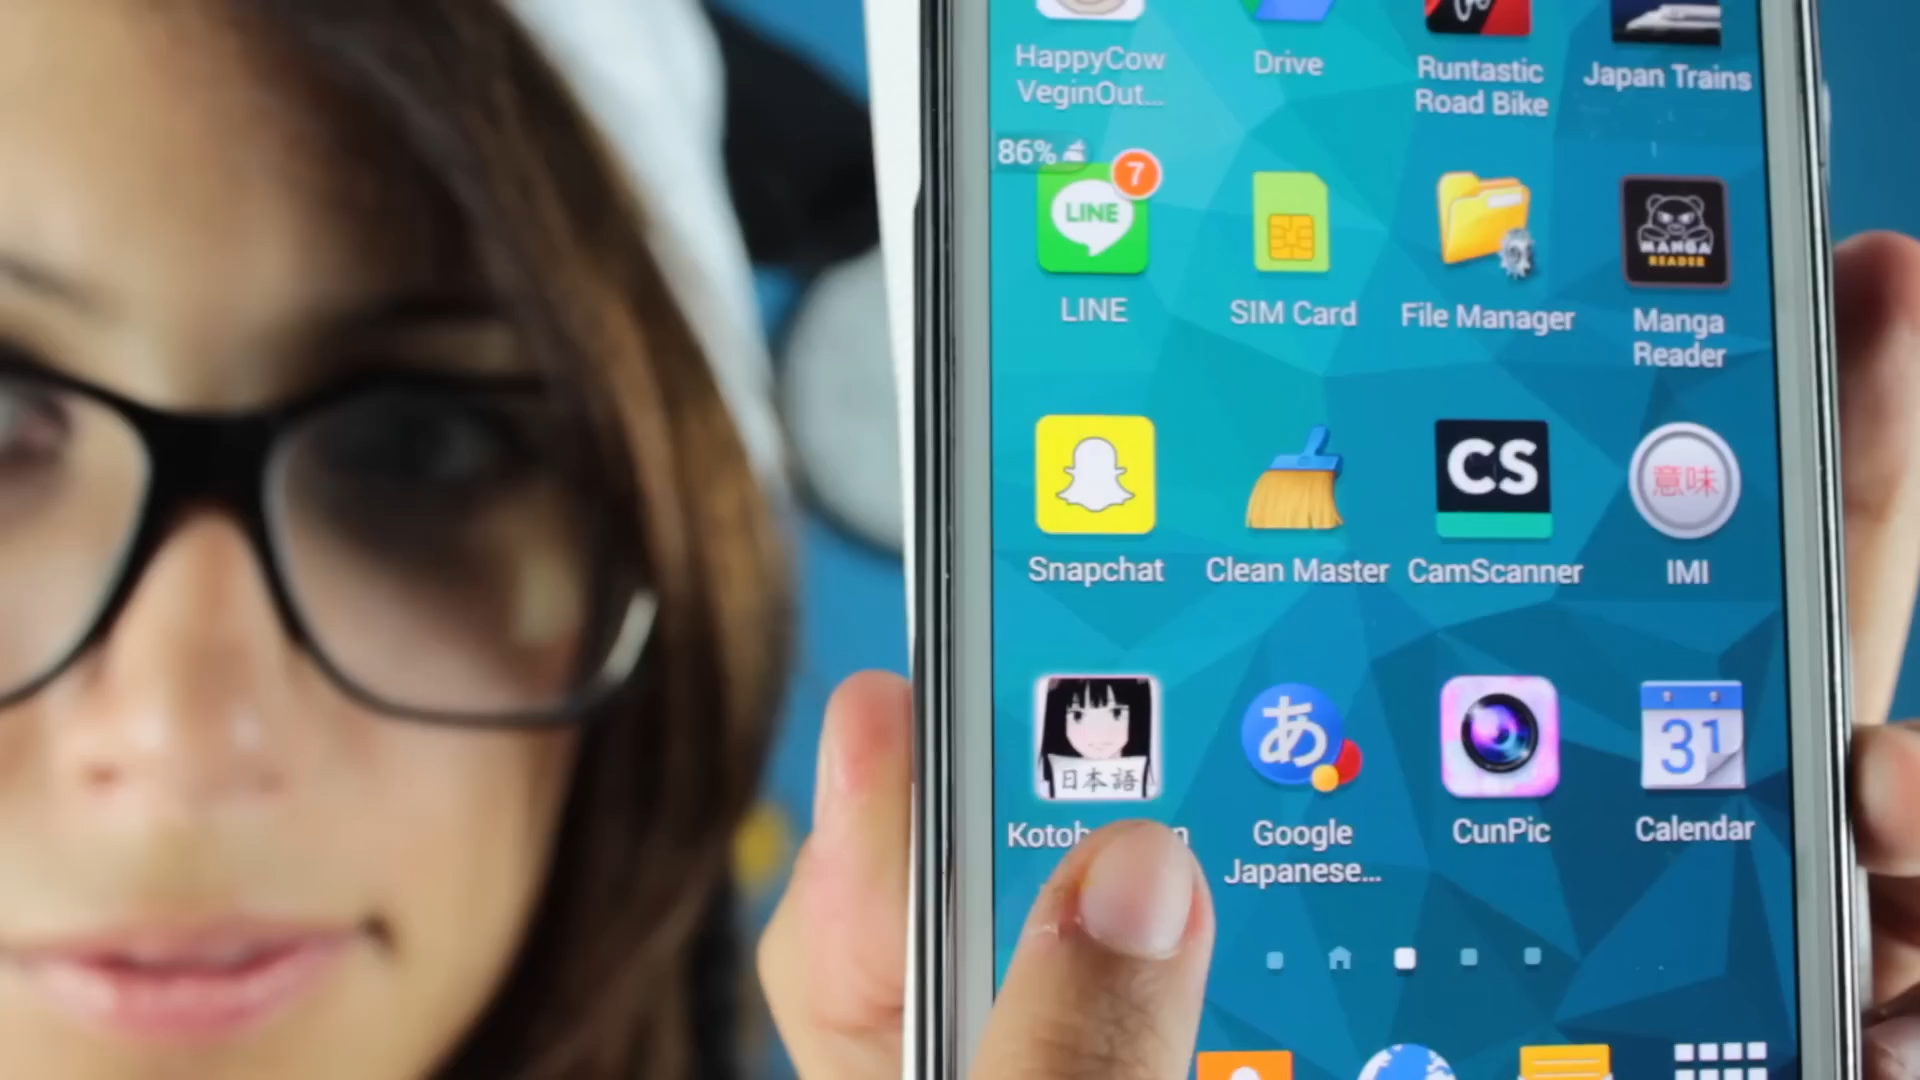 HappyCow
VeginOut...
Drive
Runtastic
Road Bike
Japan Trains
86%
7
LINE
MANGA
READER
LINE
SIM Card
File Manager
Manga
Reader
CS
意味
Snapchat
Clean Master
CamScanner
IMI
日本語
あ
31
Google
Japanese...
CunPic
Calendar